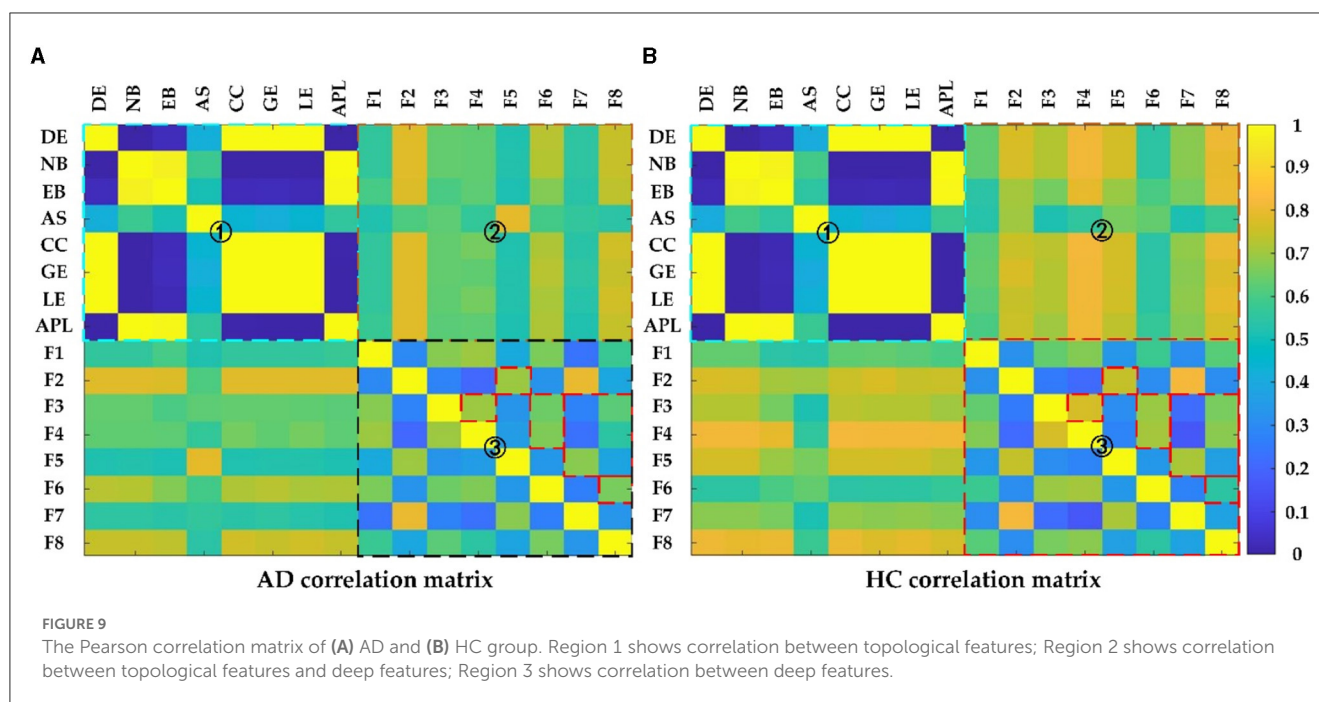 A
B
DE NB EB AS CC GE LE APL F1 F2 F3 F4 F5 F6 F7 F8
DE NB EB AS CC GE LE APL F1 F2 F3 F4 F5 F6 F7 F8
DE
NB
EB
AS
CC
GE
LE
APL
F1
F2
F3
F4
F5
F6
F7
F8
①
②
③
DE
NB
EB
AS
CC
GE
LE
APL
F1
F2
F3
F4
F5
F6
F7
F8
①
②
③
1
0.9
0.8
0.7
0.6
0.5
0.4
0.3
0.2
0.1
0
AD correlation matrix
HC correlation matrix
FIGURE 9
The Pearson correlation matrix of (A) AD and (B) HC group. Region 1 shows correlation between topological features; Region 2 shows correlation
between topological features and deep features; Region 3 shows correlation between deep features.